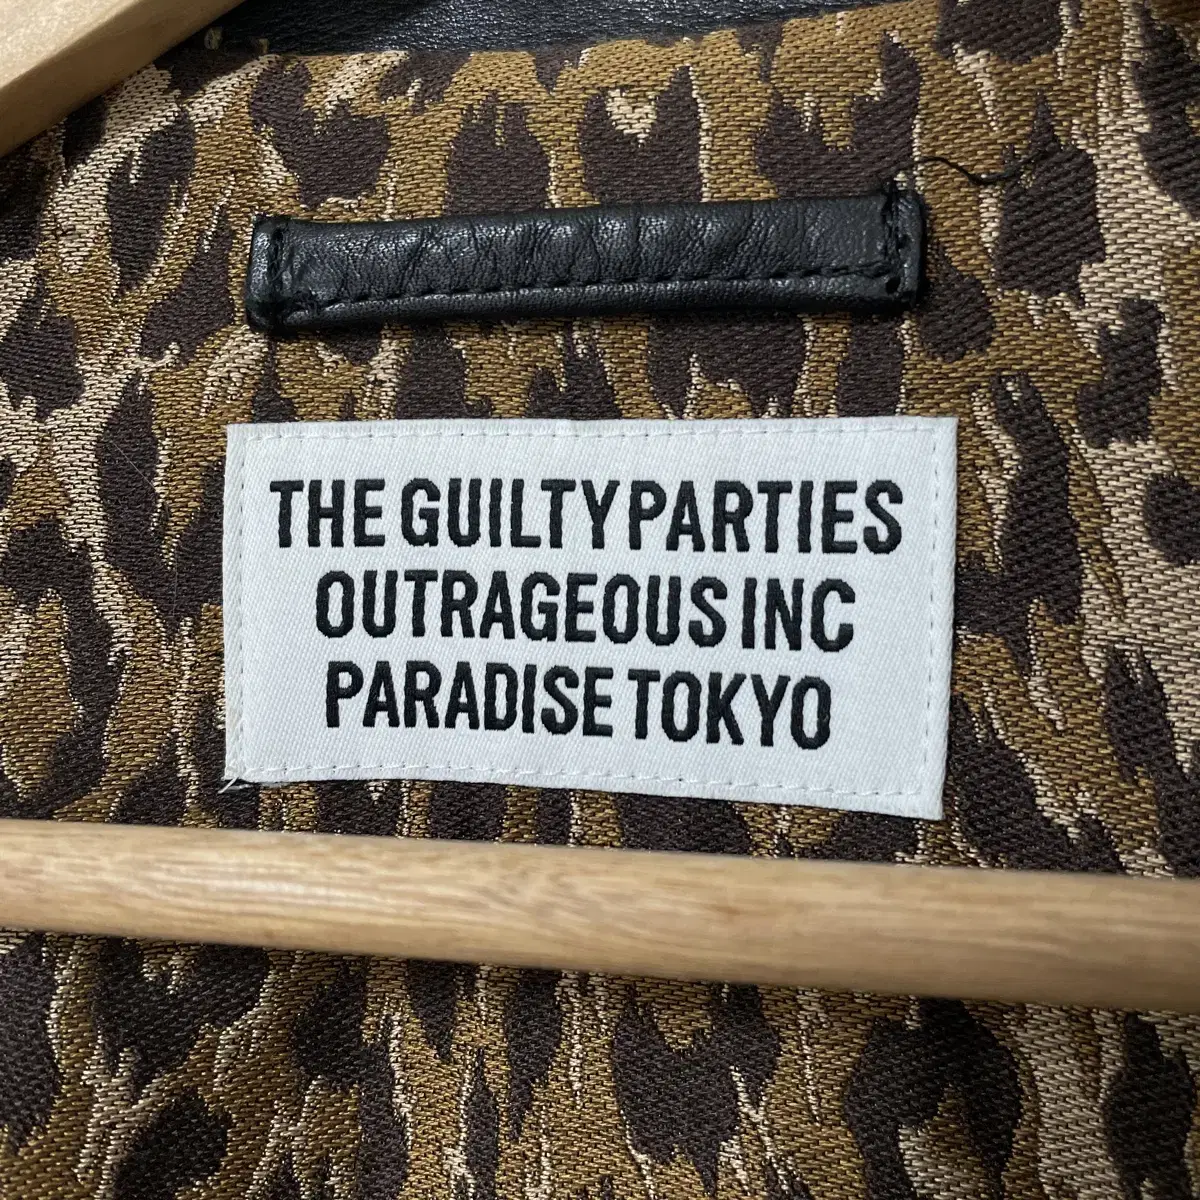 THE GUILTY PARTIES
OUTRAGEOUS INC
PARADISE TOKYO